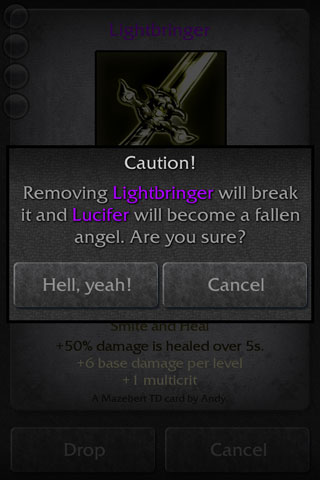 Lightbringer
Caution!
Removing Lightbringer will break
it and Lucifer will become a fallen
angel. Are you sure?
Hell, yeah!
Cancel
Smite and Heal
+50% damage is healed over 5s.
+6 base damage per level
+1 multicrit
A Mazebert TD card by Andy.
Drop
Cancel